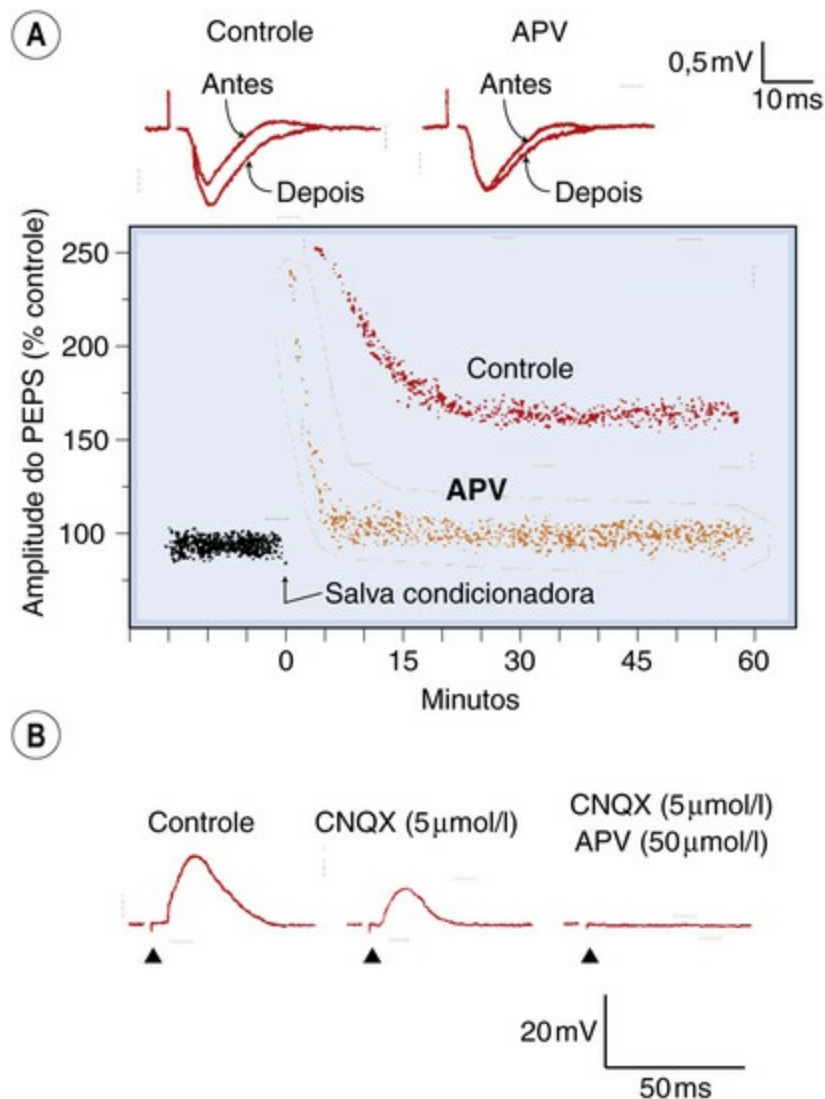 A
Controle
APV
Antes
Depois
Antes
Depois
0,5 mV
10 ms
Amplitude do PEPS (% controle)
250
200
150
100
Controle
APV
Salva condicionadora
0 15 30 45 60
Minutos
B
Controle
CNQX (5 μmol/l)
CNQX (5 μmol/l)
APV (50 μmol/l)
20 mV
50 ms